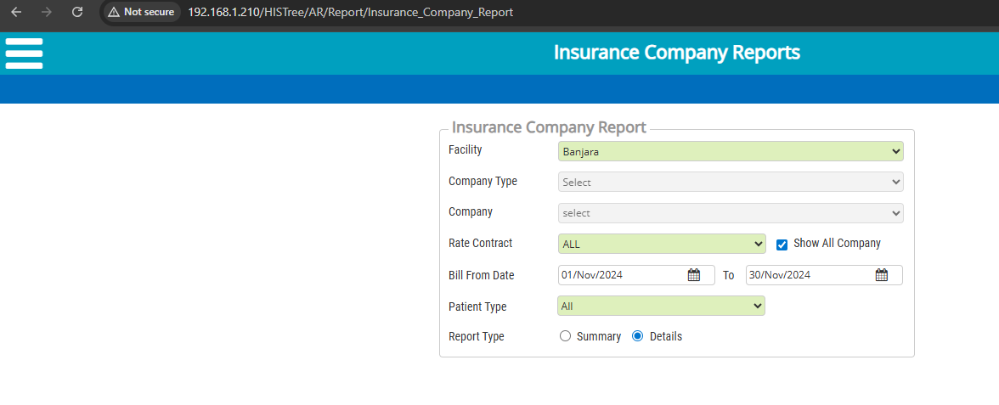 Not secure 192.168.1.210/HISTree/AR/Report/Insurance_Company_Report
Insurance Company Reports
Insurance Company Report
Facility Banjara
Company Type Select
Company select
Rate Contract ALL Show All Company
Bill From Date 01/Nov/2024 To 30/Nov/2024
Patient Type All
Report Type Summary Details